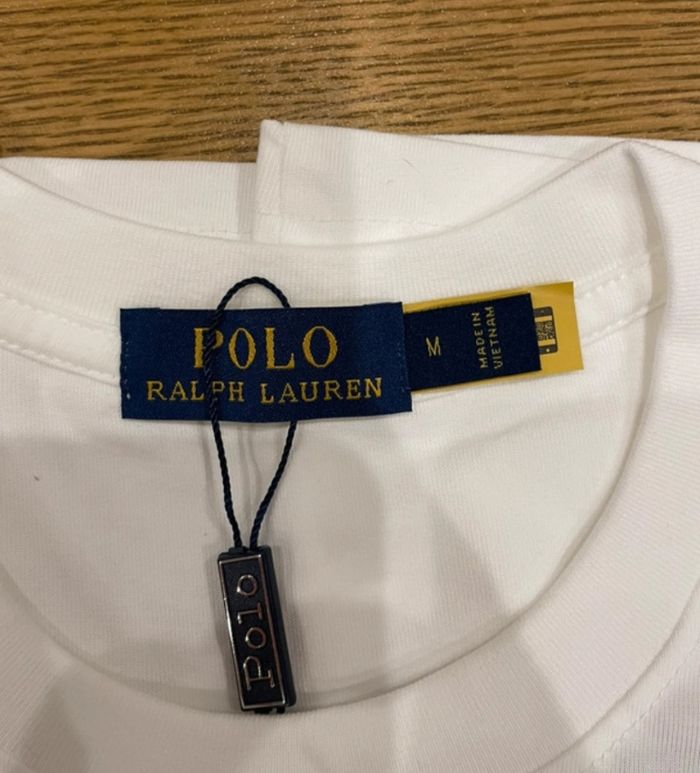 POLO
RALPH LAUREN
M
MADE IN
VIETNAM
Polo